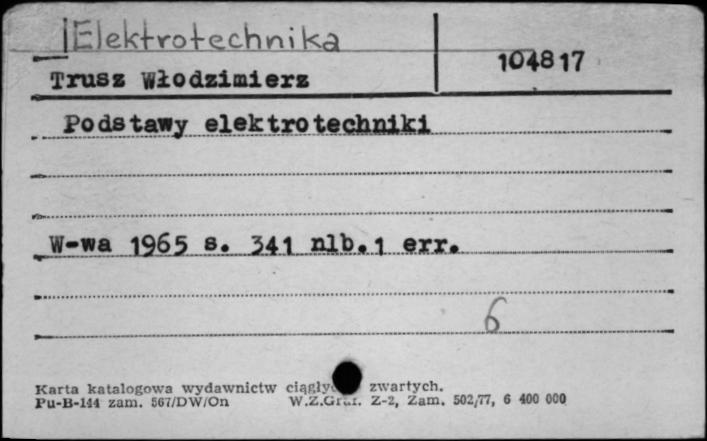 Elektrotechnika
104817
Trusz Włodzimierz
Podstawy elektrotechniki
W-wa 1965 s. 341 nlb.1 err.
6
Karta katalogowa wydawnictw zwartych.
Pu-B-144 zam. 567/DW/On W.Z.Graf. Z-2, Zam. 502/77, 6 400 000